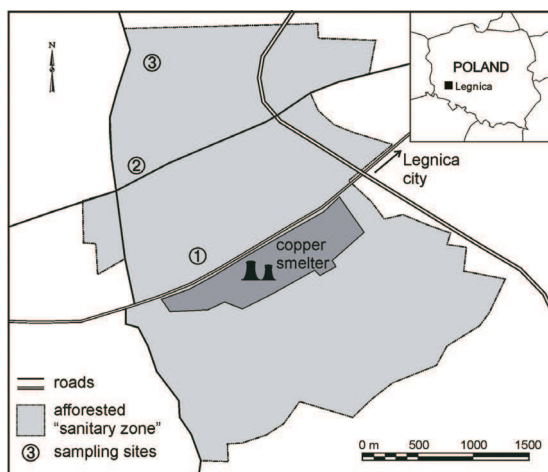 N
③
POLAND
Legnica
②
Legnica
city
①
copper
smelter
roads
afforested
"sanitary zone"
③ sampling sites
0 m 500 1000 1500